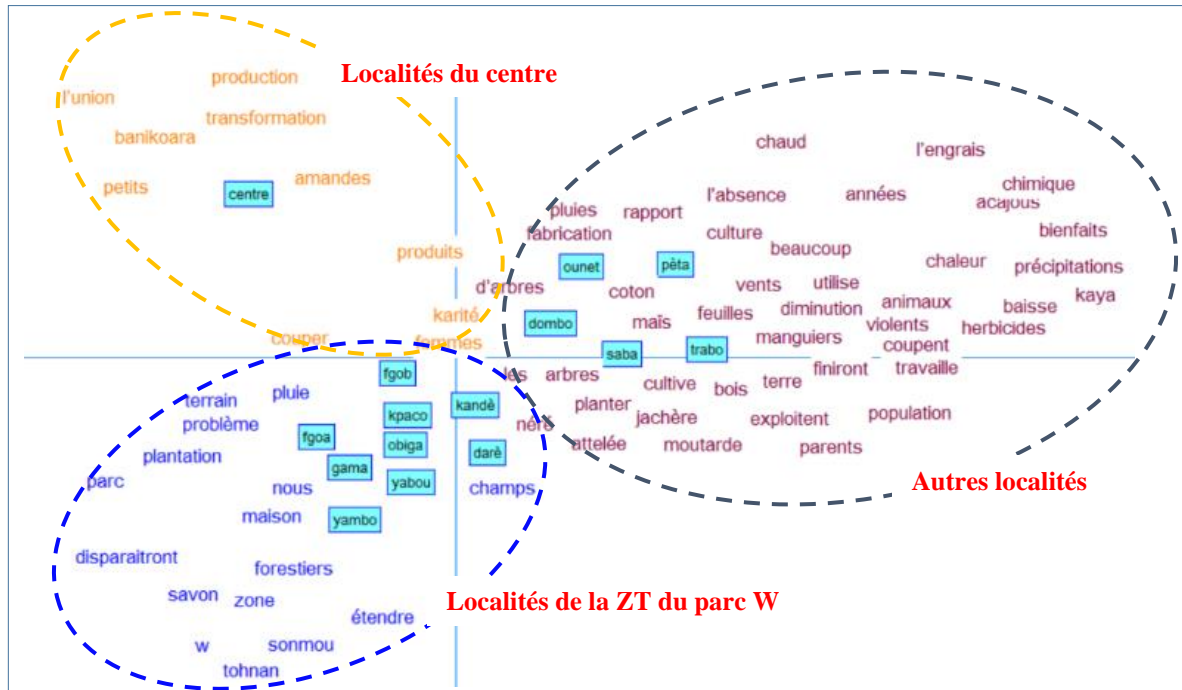 Localités du centre
production
l'union
transformation
banikoara
petits
centre
amandes
produits
karité
couper
femmes
chaud
l'engrais
chimique
l'absence
années
acajous
pluies
rapport
bienfaits
fabrication
culture
beaucoup
chaleur
précipitations
ounet
pèta
d'arbres
coton
vents
utilise
kaya
feuilles
diminution
animaux
baisse
dombo
maïs
violents
herbicides
manguiers
coupent
saba
trabo
finiront
travaille
les
arbres
cultive
bois
terre
planter
jachère
exploitent
population
néré
attelée
moutarde
parents
Autres localités
fgob
pluie
terrain
kandè
problème
kpaco
fgoa
obiga
darè
plantation
gama
parc
nous
yabou
champs
maison
yambo
disparaitront
forestiers
savon
zone
Localités de la ZT du parc W
étendre
w
sonmou
tohnan